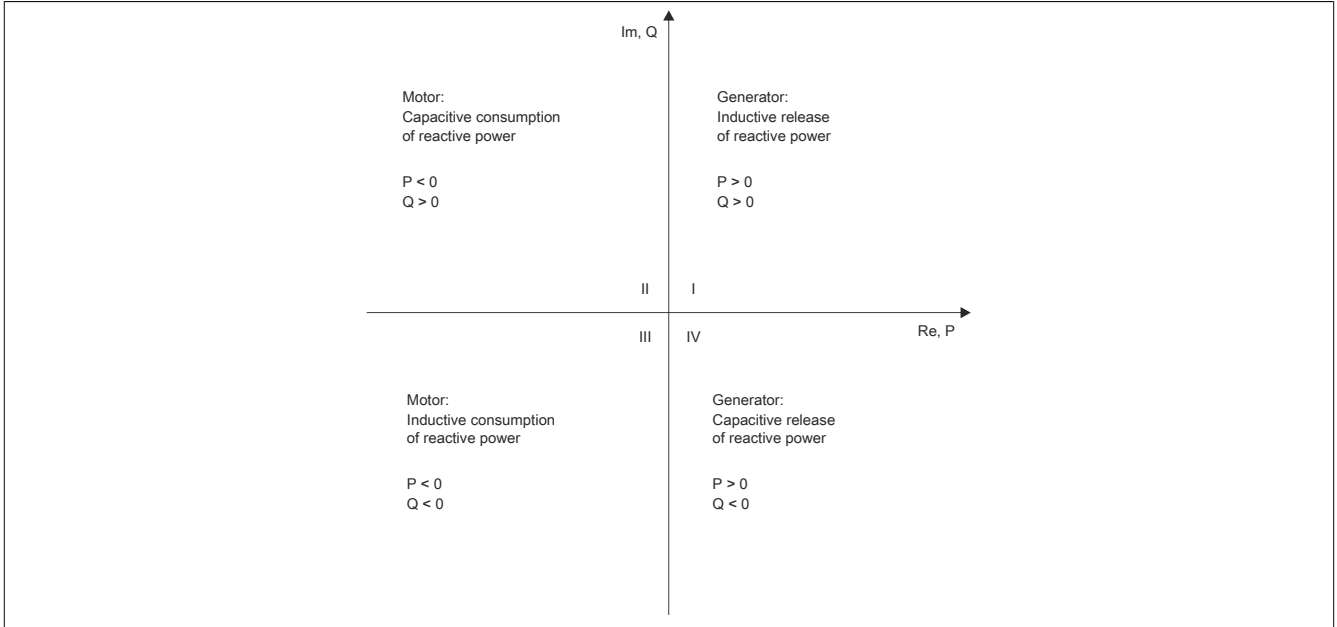 Im, Q
Motor:
Capacitive consumption
of reactive power
P < 0
Q > 0
Generator:
Inductive release
of reactive power
P > 0
Q > 0
II
I
III
IV
Re, P
Motor:
Inductive consumption
of reactive power
P < 0
Q < 0
Generator:
Capacitive release
of reactive power
P > 0
Q < 0